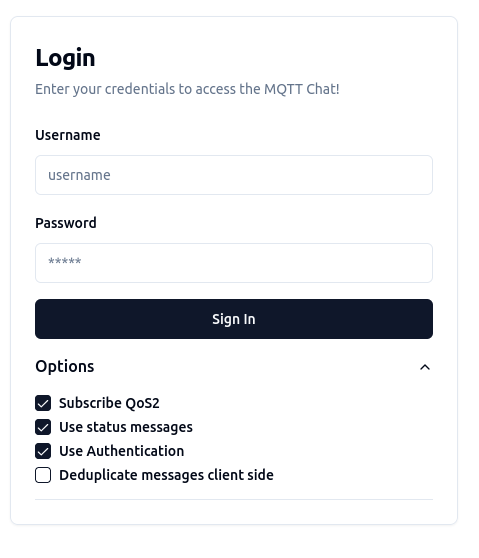 Login
Enter your credentials to access the MQTT Chat!
Username
username
Password
*****
Sign In
Options
Subscribe QoS2
Use status messages
Use Authentication
Deduplicate messages client side